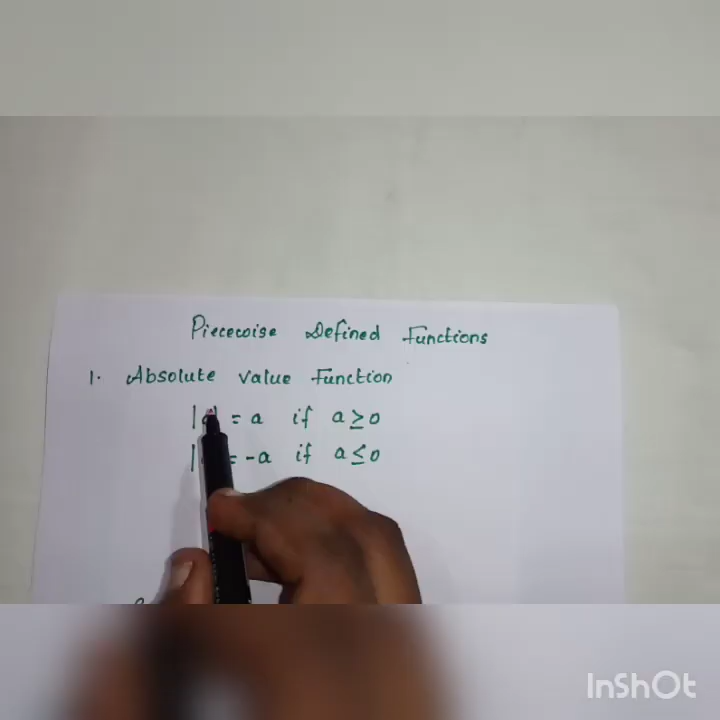 Piecewise Defined Functions
1. Absolute Value Function
|a| = a if a ≥ 0
= -a if a ≤ 0
InShOt